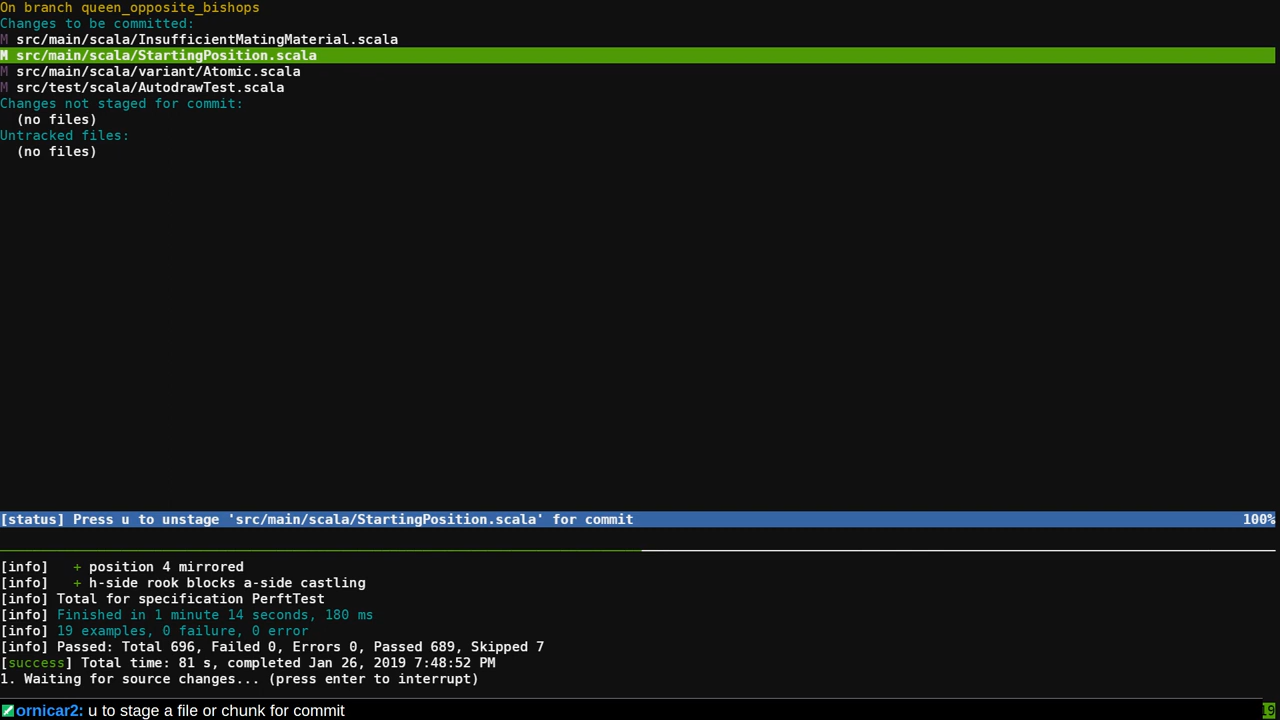 On branch queen_opposite_bishops
Changes to be committed:
M src/main/scala/InsufficientMatingMaterial.scala
M src/main/scala/StartingPosition.scala
M src/main/scala/variant/Atomic.scala
M src/test/scala/AutodrawTest.scala
Changes not staged for commit:
  (no files)
Untracked files:
  (no files)
[status] Press u to unstage 'src/main/scala/StartingPosition.scala' for commit 100%
[info]   + position 4 mirrored
[info]   + h-side rook blocks a-side castling
[info] Total for specification PerftTest
[info] Finished in 1 minute 14 seconds, 180 ms
[info] 19 examples, 0 failure, 0 error
[info] Passed: Total 696, Failed 0, Errors 0, Passed 689, Skipped 7
[success] Total time: 81 s, completed Jan 26, 2019 7:48:52 PM
1. Waiting for source changes... (press enter to interrupt)
ornicar2: u to stage a file or chunk for commit